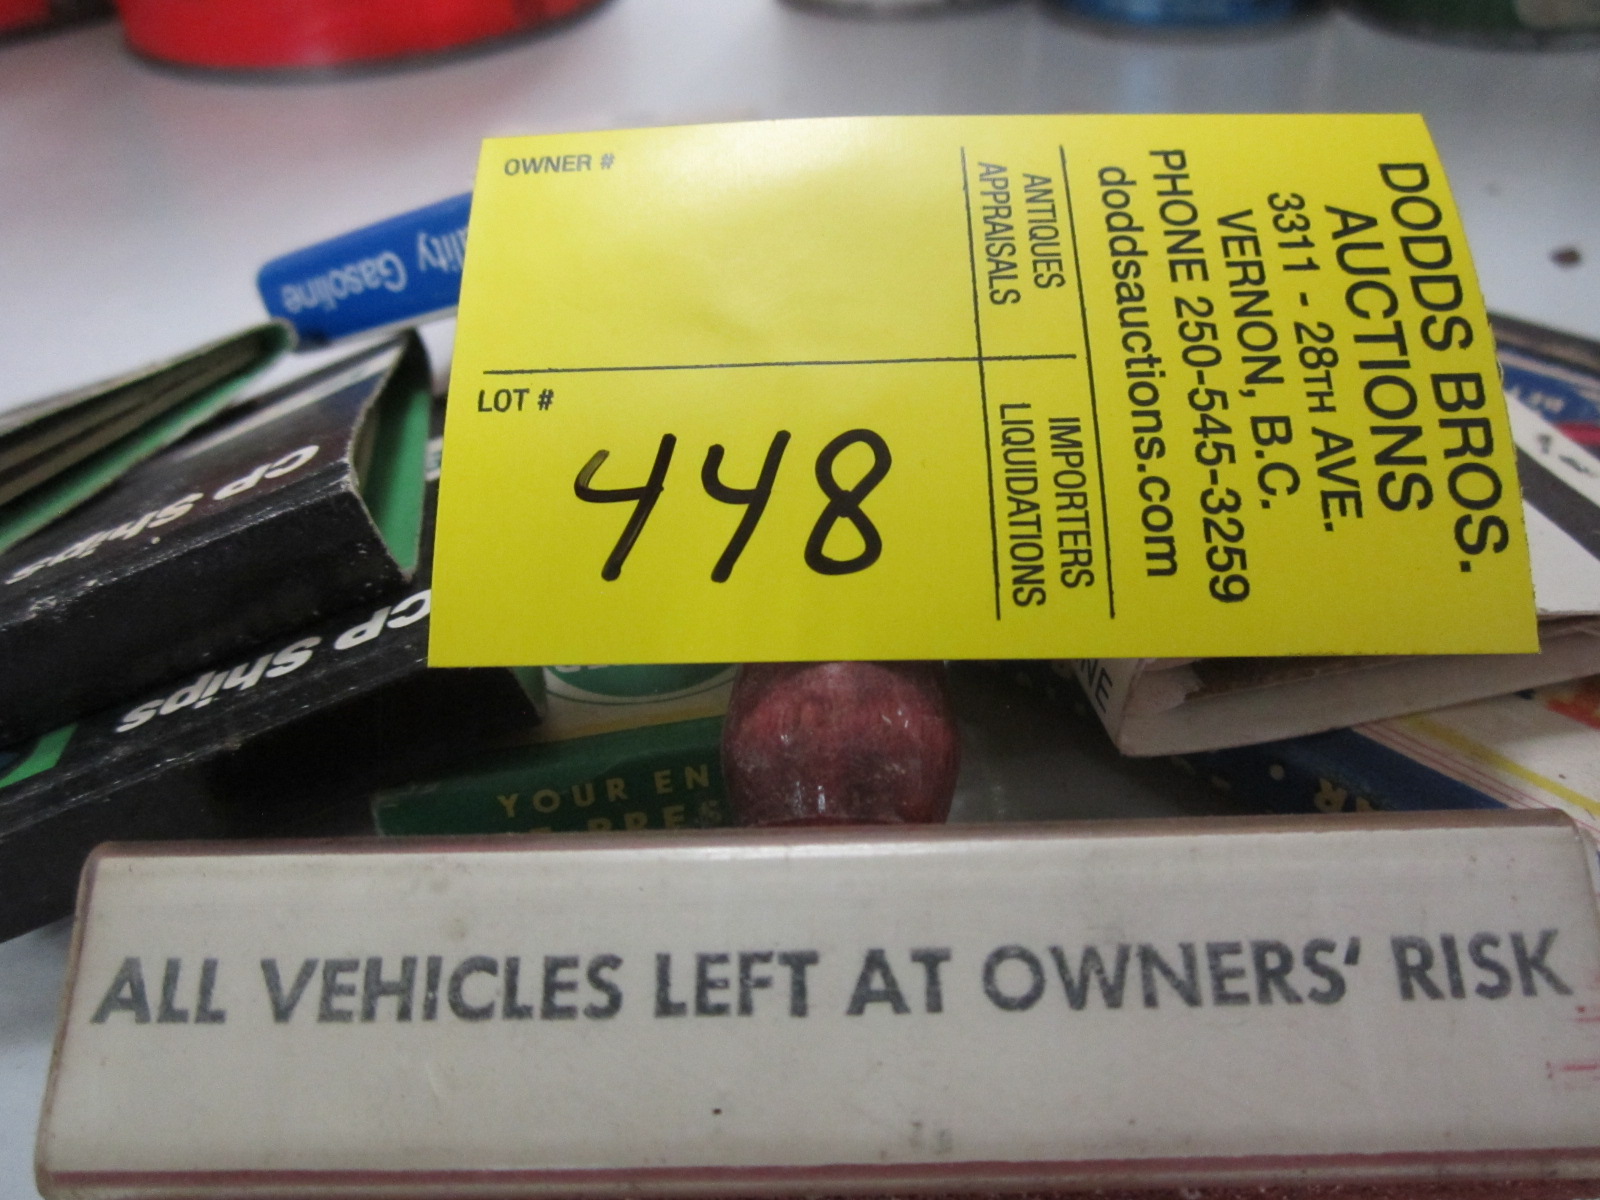 OWNER #
LOT #
448
ANTIQUES
APPRAISALS
IMPORTERS
LIQUIDATIONS
DODDS BROS.
AUCTIONS
3311 - 28TH AVE.
VERNON, B.C.
PHONE 250-545-3259
doddsauctions.com
Gasoline
CP Ships
CP Ships
YOUR EN
ALL VEHICLES LEFT AT OWNERS' RISK